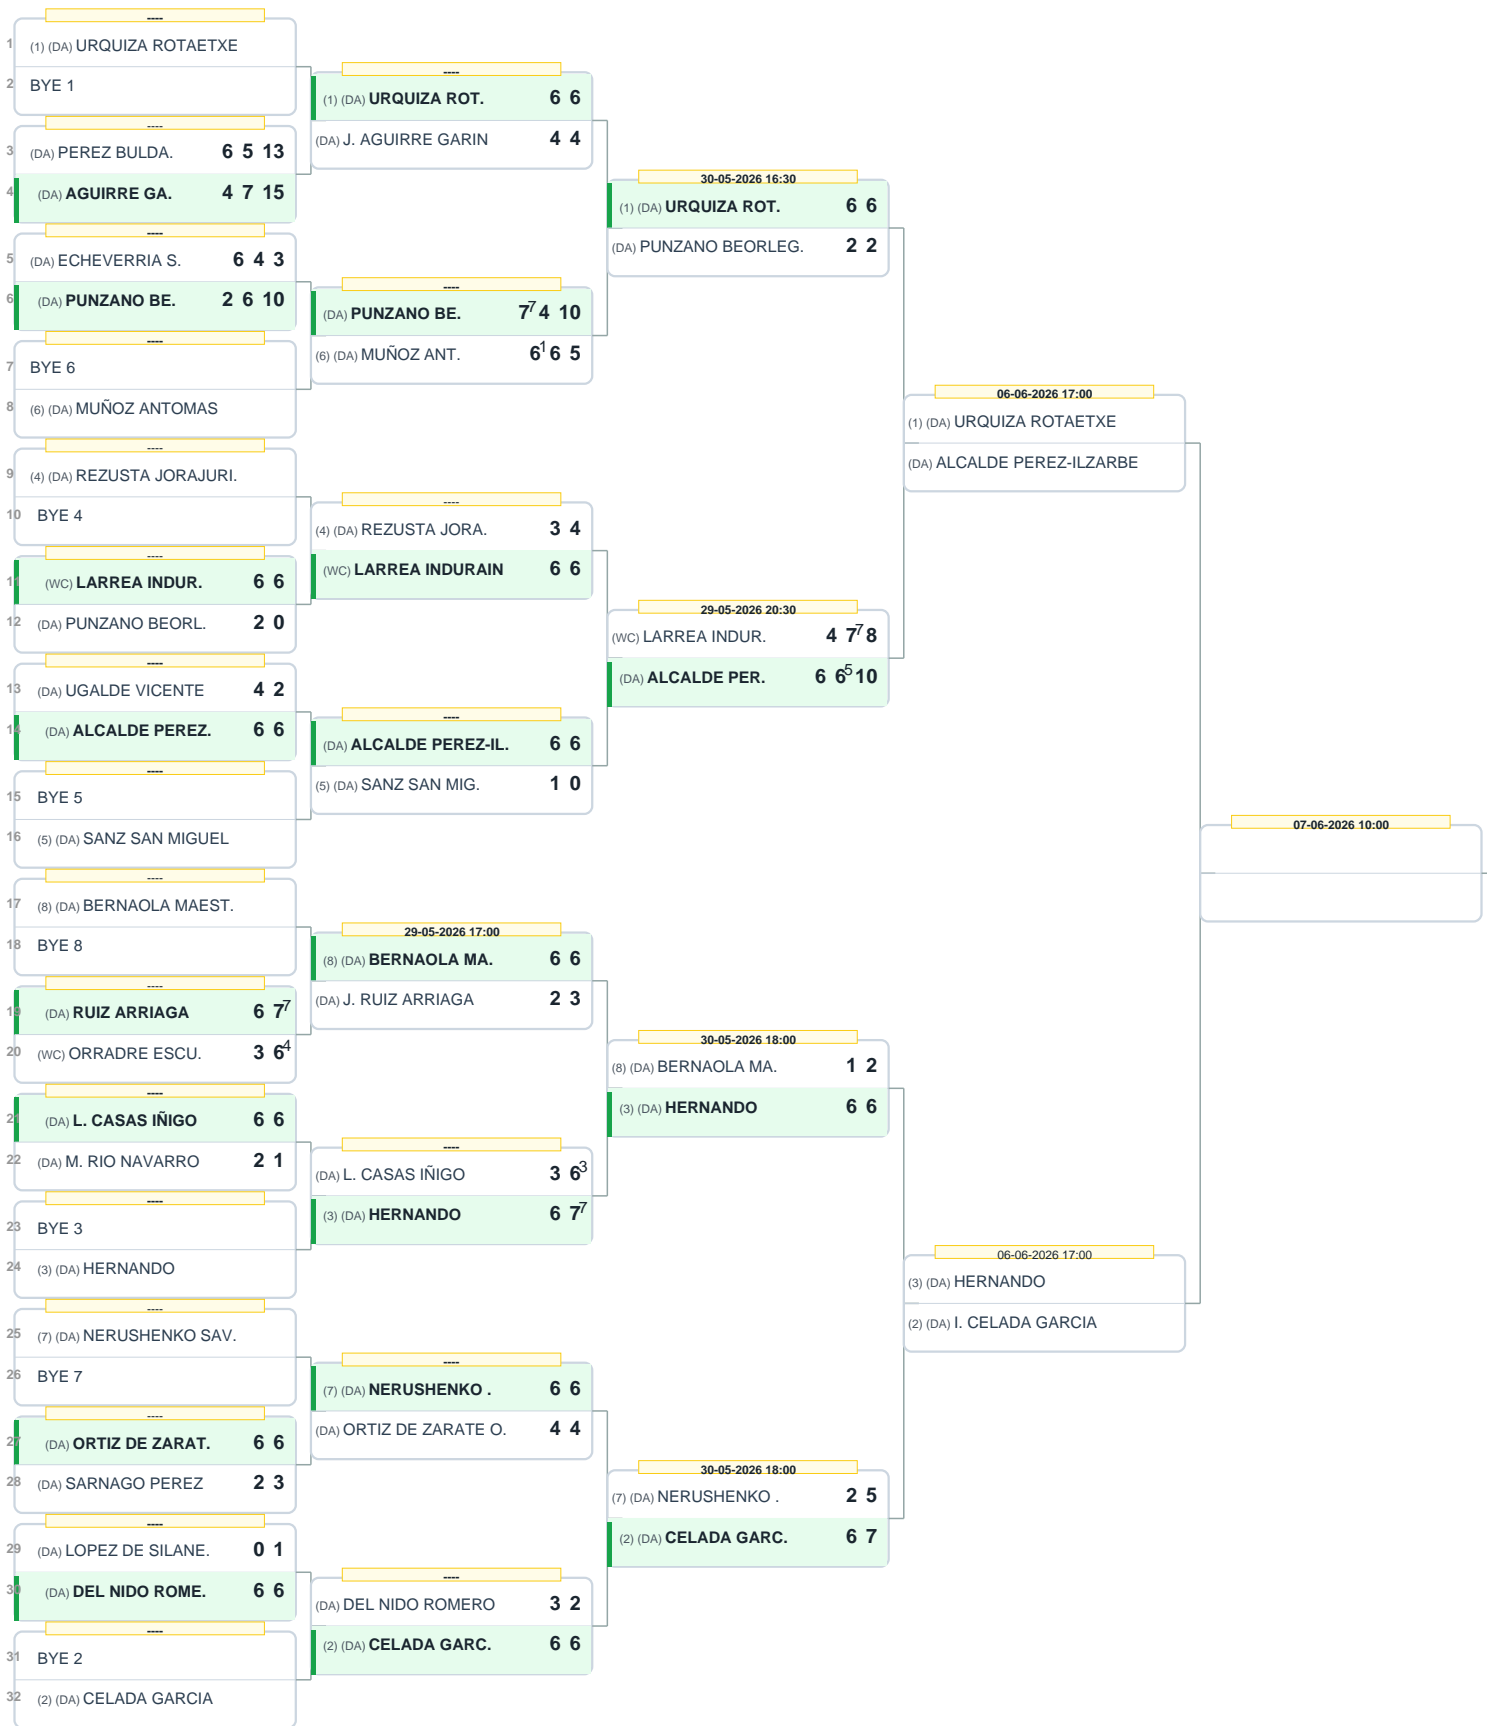 ----
1 (1) (DA) URQUIZA ROTAETXE
2 BYE 1
----
3 (DA) PEREZ BULDA. 6 5 13
4 (DA) AGUIRRE GA. 4 7 15
----
5 (DA) ECHEVERRIA S. 6 4 3
6 (DA) PUNZANO BE. 2 6 10
----
7 BYE 6
8 (6) (DA) MUÑOZ ANTOMAS
----
9 (4) (DA) REZUSTA JORAJURI.
10 BYE 4
----
11 (WC) LARREA INDUR. 6 6
12 (DA) PUNZANO BEORL. 2 0
----
13 (DA) UGALDE VICENTE 4 2
14 (DA) ALCALDE PEREZ. 6 6
----
15 BYE 5
16 (5) (DA) SANZ SAN MIGUEL
----
17 (8) (DA) BERNAOLA MAEST.
18 BYE 8
----
19 (DA) RUIZ ARRIAGA 6 7 7
20 (WC) ORRADRE ESCU. 3 6 4
----
21 (DA) L. CASAS IÑIGO 6 6
22 (DA) M. RIO NAVARRO 2 1
----
23 BYE 3
24 (3) (DA) HERNANDO
----
25 (7) (DA) NERUSHENKO SAV.
26 BYE 7
----
27 (DA) ORTIZ DE ZARAT. 6 6
28 (DA) SARNAGO PEREZ 2 3
----
29 (DA) LOPEZ DE SILANE. 0 1
30 (DA) DEL NIDO ROME. 6 6
----
31 BYE 2
32 (2) (DA) CELADA GARCIA
----
(1) (DA) URQUIZA ROT. 6 6
(DA) J. AGUIRRE GARIN 4 4
----
(DA) PUNZANO BE. 7 7 4 10
(6) (DA) MUÑOZ ANT. 6 1 6 5
----
(4) (DA) REZUSTA JORA. 3 4
(WC) LARREA INDURAIN 6 6
----
(DA) ALCALDE PEREZ-IL. 6 6
(5) (DA) SANZ SAN MIG. 1 0
29-05-2026 17:00
(8) (DA) BERNAOLA MA. 6 6
(DA) J. RUIZ ARRIAGA 2 3
----
(DA) L. CASAS IÑIGO 3 6 3
(3) (DA) HERNANDO 6 7 7
----
(7) (DA) NERUSHENKO . 6 6
(DA) ORTIZ DE ZARATE O. 4 4
----
(DA) DEL NIDO ROMERO 3 2
(2) (DA) CELADA GARC. 6 6
30-05-2026 16:30
(1) (DA) URQUIZA ROT. 6 6
(DA) PUNZANO BEORLEG. 2 2
29-05-2026 20:30
(WC) LARREA INDUR. 4 7 7 8
(DA) ALCALDE PER. 6 6 5 10
30-05-2026 18:00
(8) (DA) BERNAOLA MA. 1 2
(3) (DA) HERNANDO 6 6
30-05-2026 18:00
(7) (DA) NERUSHENKO . 2 5
(2) (DA) CELADA GARC. 6 7
06-06-2026 17:00
(1) (DA) URQUIZA ROTAETXE
(DA) ALCALDE PEREZ-ILZARBE
06-06-2026 17:00
(3) (DA) HERNANDO
(2) (DA) I. CELADA GARCIA
07-06-2026 10:00